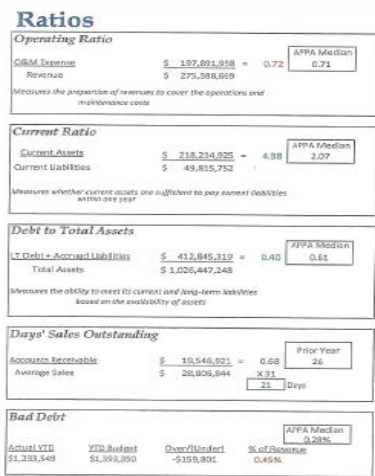 Ratios
Operating Ratio
APPA Median
O&M Expense $ 197,891,938 = 0.72 0.71
Revenue $ 275,388,669
Measures the proportion of revenues to cover the operations and
maintenance costs
Current Ratio
Current Assets APPA Median
$ 218,234,925 = 4.38 2.07
Current Liabilities $ 49,815,752
Measures whether current assets are sufficient to pay current liabilities
within one year
Debt to Total Assets
APPA Median
LT Debt + Accrued Liabilities $ 412,845,319 = 0.40 0.61
Total Assets $ 1,026,447,248
Measures the ability to meet its current and long-term liabilities
based on the availability of assets
Days' Sales Outstanding
Prior Year
Accounts Receivable $ 19,546,921 = 0.68 26
Average Sales $ 28,806,844 X 31
21 Days
Bad Debt
APPA Median
0.28%
Actual YTD YTD Budget Over/(Under) % of Revenue
$1,233,549 $1,393,350 -$159,801 0.45%